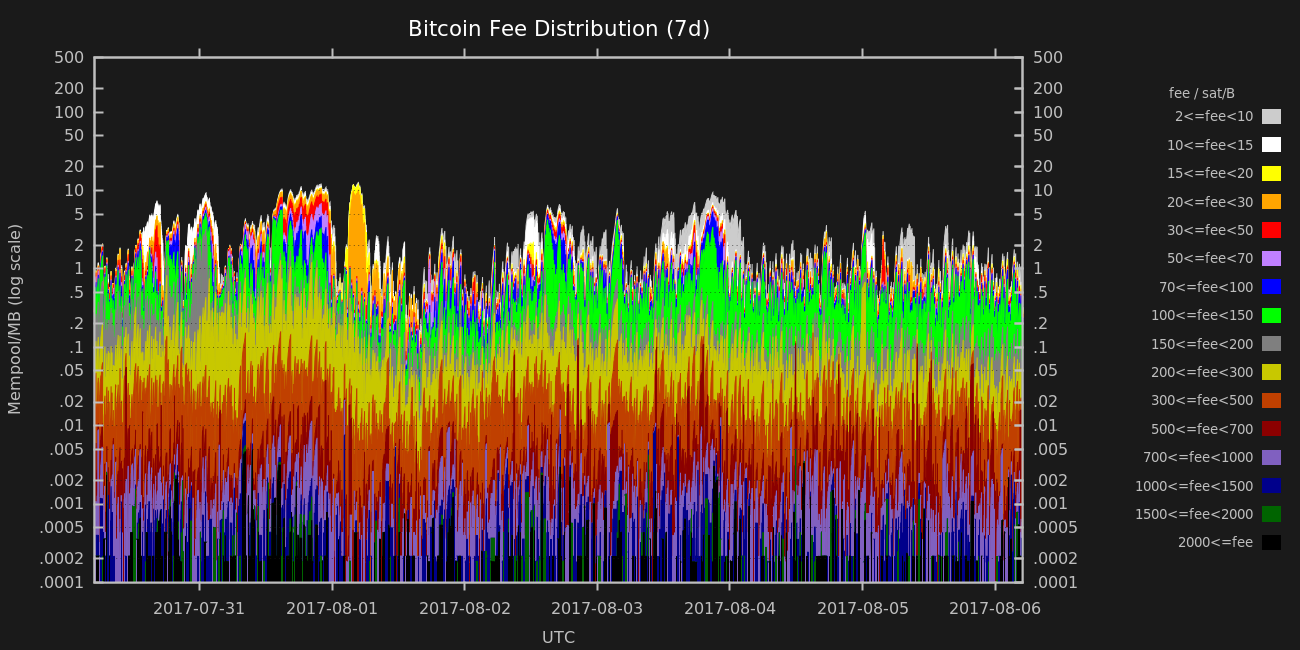 Bitcoin Fee Distribution (7d)
500
200
100
50
20
10
5
2
1
.5
.2
.1
.05
.02
.01
.005
.002
.001
.0005
.0002
.0001
Mempool/MB (log scale)
500
200
100
50
20
10
5
2
1
.5
.2
.1
.05
.02
.01
.005
.002
.001
.0005
.0002
.0001
2017-07-31 2017-08-01 2017-08-02 2017-08-03 2017-08-04 2017-08-05 2017-08-06
UTC
fee / sat/B
2<=fee<10
10<=fee<15
15<=fee<20
20<=fee<30
30<=fee<50
50<=fee<70
70<=fee<100
100<=fee<150
150<=fee<200
200<=fee<300
300<=fee<500
500<=fee<700
700<=fee<1000
1000<=fee<1500
1500<=fee<2000
2000<=fee